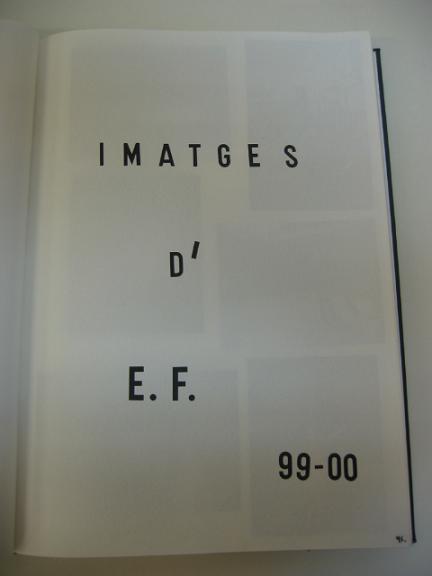 IMATGES
D'
E. F.
99-00